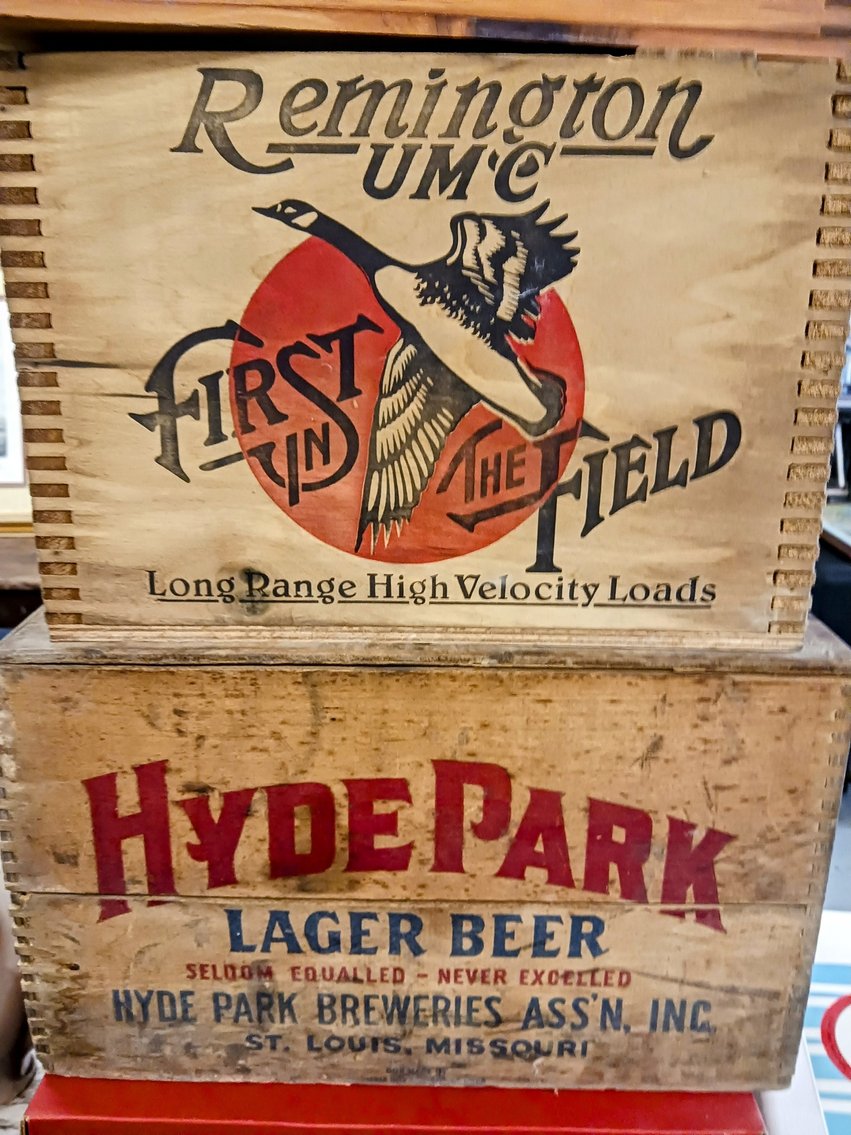 Remington
UMC
FIRST
IN
THE
FIELD
Long Range High Velocity Loads
HYDE PARK
LAGER BEER
SELDOM EQUALLED - NEVER EXCELLED
HYDE PARK BREWERIES ASS'N, INC.
ST. LOUIS, MISSOURI